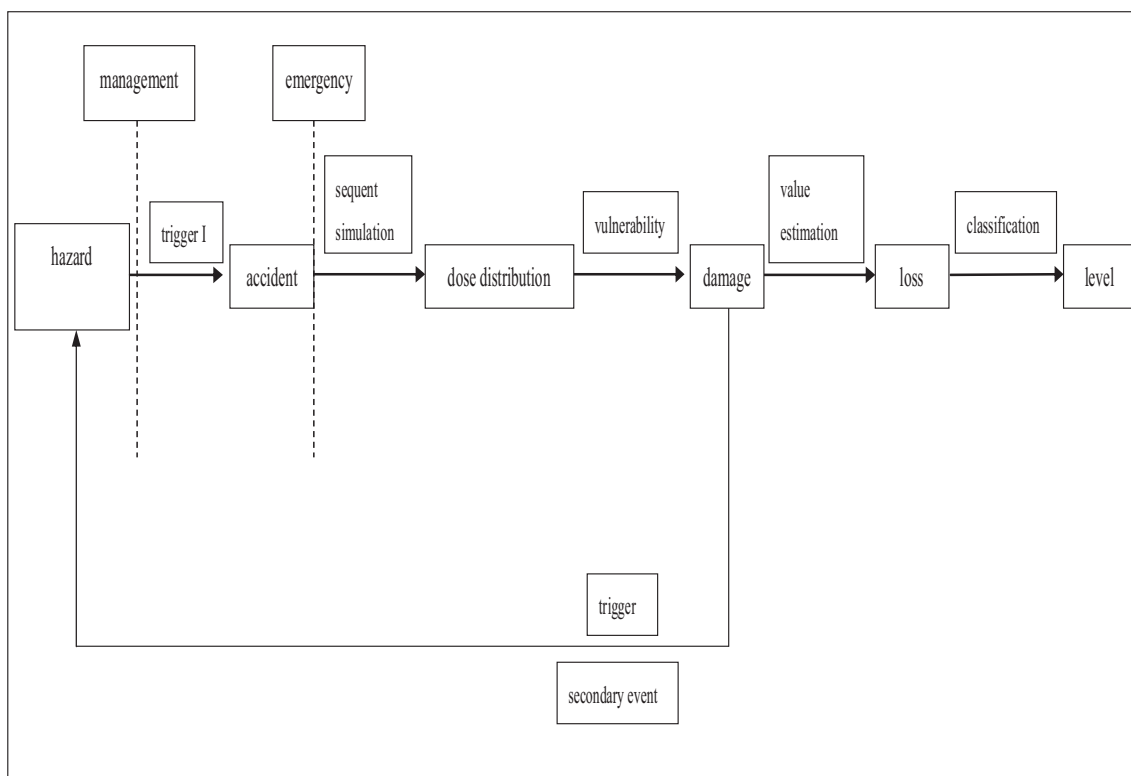 management
emergency
sequent
simulation
value
estimation
trigger I
vulnerability
classification
hazard
accident
dose distribution
damage
loss
level
trigger
secondary event